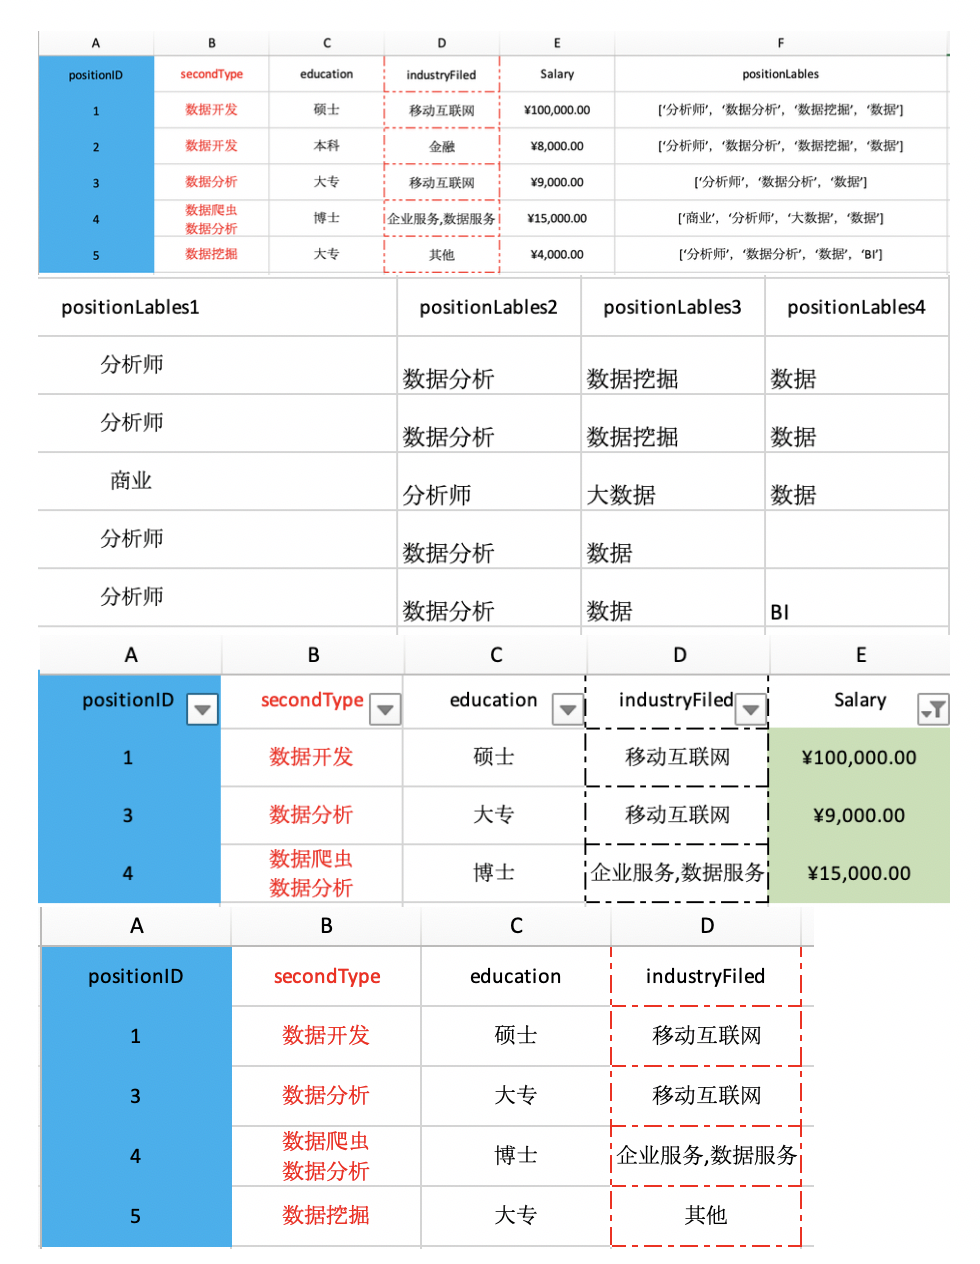 A B C D E F
positionID secondType education industryFiled Salary positionLables
1 数据开发 硕士 移动互联网 ¥100,000.00 ['分析师', '数据分析', '数据挖掘', '数据']
2 数据开发 本科 金融 ¥8,000.00 ['分析师', '数据分析', '数据挖掘', '数据']
3 数据分析 大专 移动互联网 ¥9,000.00 ['分析师', '数据分析', '数据']
4 数据爬虫 数据分析 博士 企业服务,数据服务 ¥15,000.00 ['商业', '分析师', '大数据', '数据']
5 数据挖掘 大专 其他 ¥4,000.00 ['分析师', '数据分析', '数据', 'BI']
positionLables1 positionLables2 positionLables3 positionLables4
分析师 数据分析 数据挖掘 数据
分析师 数据分析 数据挖掘 数据
商业 分析师 大数据 数据
分析师 数据分析 数据
分析师 数据分析 数据 BI
A B C D E
positionID secondType education industryFiled Salary
1 数据开发 硕士 移动互联网 ¥100,000.00
3 数据分析 大专 移动互联网 ¥9,000.00
4 数据爬虫 数据分析 博士 企业服务,数据服务 ¥15,000.00
A B C D
positionID secondType education industryFiled
1 数据开发 硕士 移动互联网
3 数据分析 大专 移动互联网
4 数据爬虫 数据分析 博士 企业服务,数据服务
5 数据挖掘 大专 其他